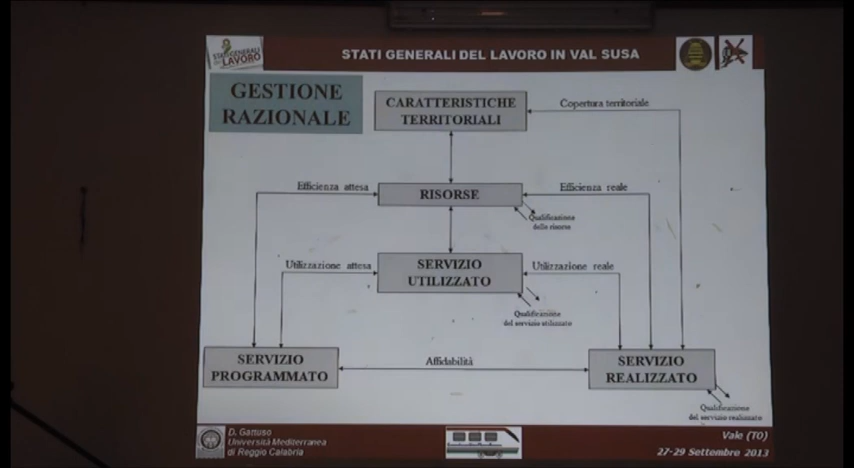 STATI GENERALI DEL LAVORO IN VAL SUSA
GESTIONE
RAZIONALE
CARATTERISTICHE
TERRITORIALI
Copertura territoriale
Efficienza attesa
RISORSE
Efficienza reale
Qualificazione
delle risorse
Utilizzazione attesa
SERVIZIO
UTILIZZATO
Utilizzazione reale
Qualificazione
del servizio utilizzato
SERVIZIO
PROGRAMMATO
Affidabilità
SERVIZIO
REALIZZATO
Qualificazione
del servizio realizzato
D. Gattuso
Università Mediterranea
di Reggio Calabria
Vaie (TO)
27-29 Settembre 2013